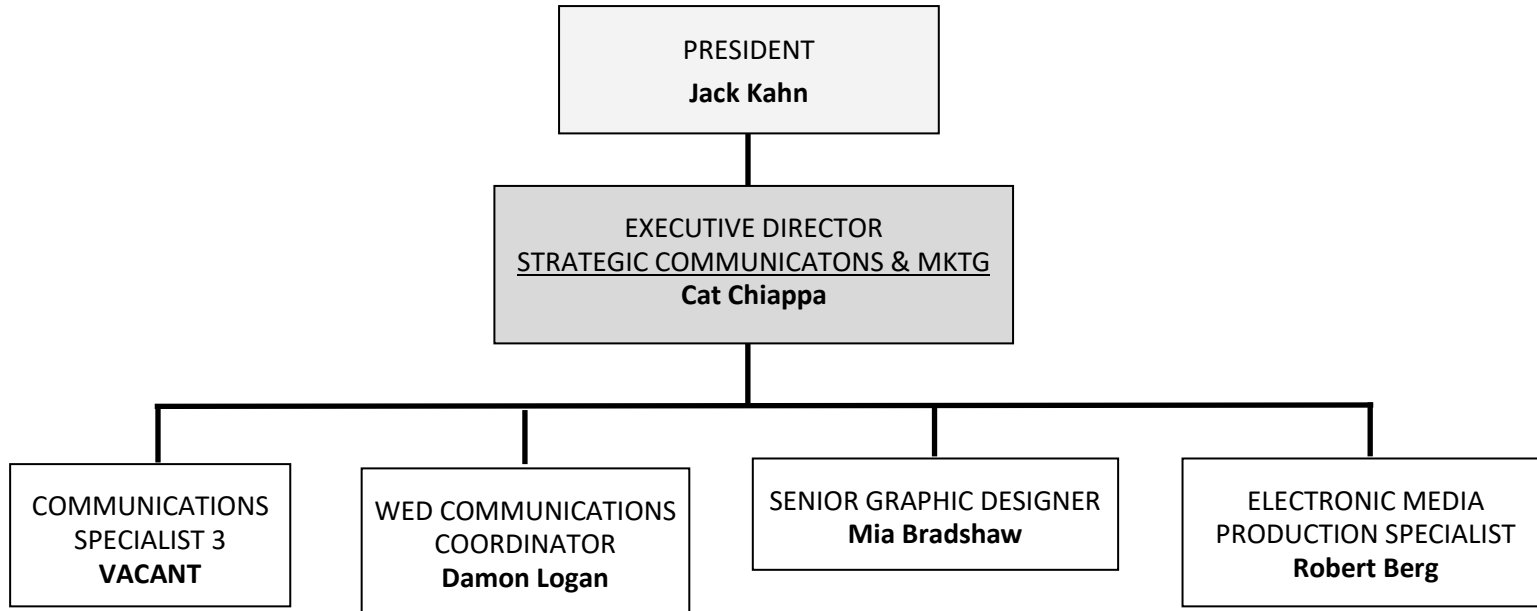 PRESIDENT
Jack Kahn
EXECUTIVE DIRECTOR
STRATEGIC COMMUNICATONS & MKTG
Cat Chiappa
COMMUNICATIONS
SPECIALIST 3
VACANT
WED COMMUNICATIONS
COORDINATOR
Damon Logan
SENIOR GRAPHIC DESIGNER
Mia Bradshaw
ELECTRONIC MEDIA
PRODUCTION SPECIALIST
Robert Berg